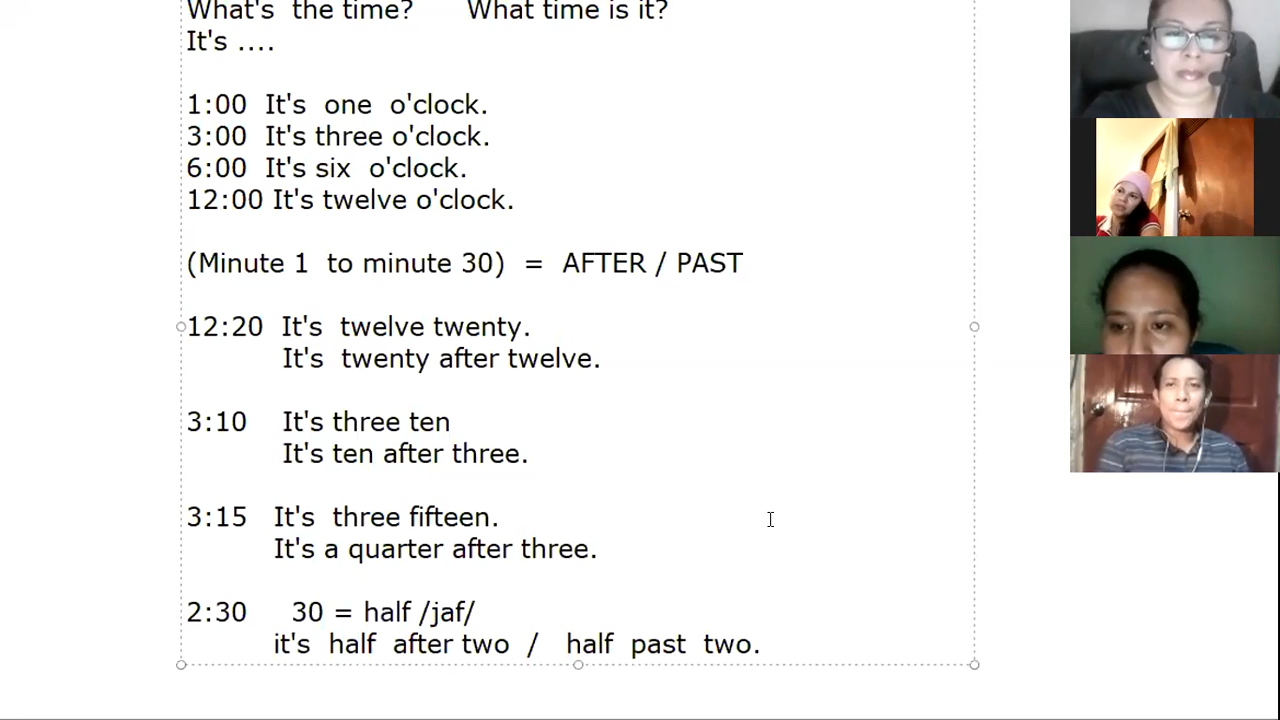 What's the time? What time is it?
It's ....
1:00 It's one o'clock.
3:00 It's three o'clock.
6:00 It's six o'clock.
12:00 It's twelve o'clock.
(Minute 1 to minute 30) = AFTER / PAST
12:20 It's twelve twenty.
It's twenty after twelve.
3:10 It's three ten
It's ten after three.
3:15 It's three fifteen.
It's a quarter after three.
2:30 30 = half /jaf/
it's half after two / half past two.